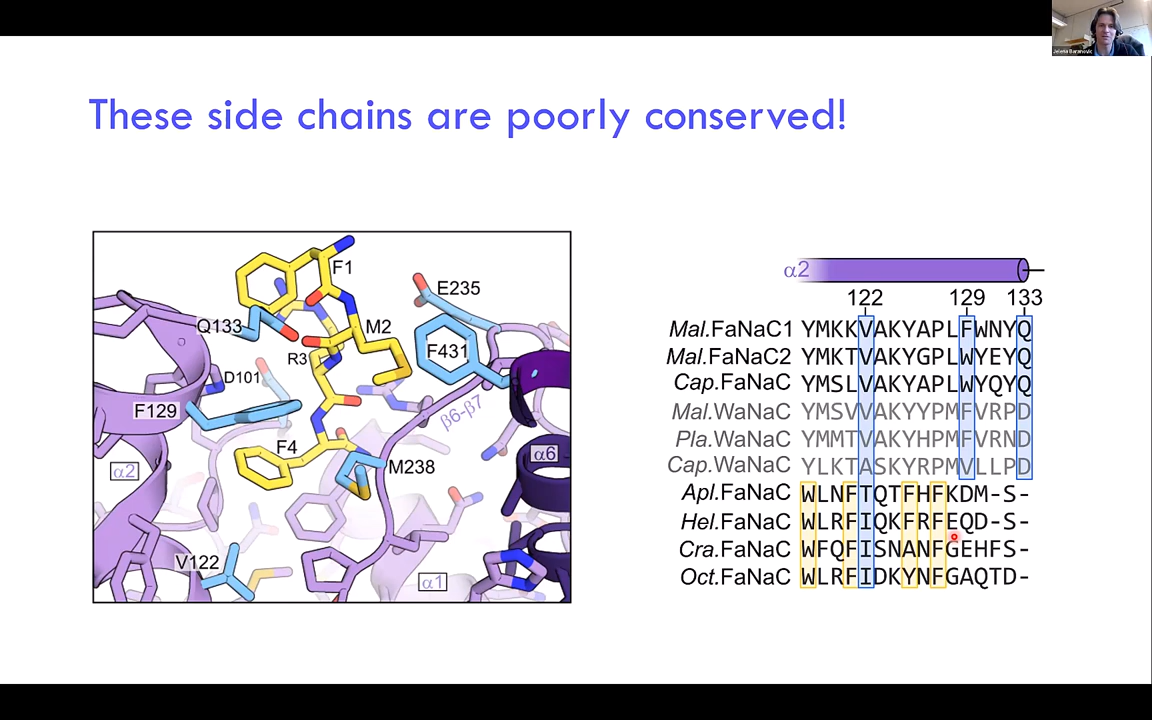 Jelena Baranovic
These side chains are poorly conserved!
F1
E235
Q133
M2
F431
R3
D101
F129
β6-β7
F4
α2
M238
α6
V122
α1
α2
122 129 133
Mal.FaNaC1 YMKKVAKYAPLFWNYQ
Mal.FaNaC2 YMKTVAKYGPLWYEYQ
Cap.FaNaC YMSLVAKYAPLWYQYQ
Mal.WaNaC YMSVVAKYYPMFVRPD
Pla.WaNaC YMMTVAKYHPMFVRND
Cap.WaNaC YLKTASKYRPMVLLPD
Apl.FaNaC WLNFTQTFHFKDM-S-
Hel.FaNaC WLRFIQKFRFEQD-S-
Cra.FaNaC WFQFISNANFGEHFS-
Oct.FaNaC WLRFIDKYNFGAQTD-